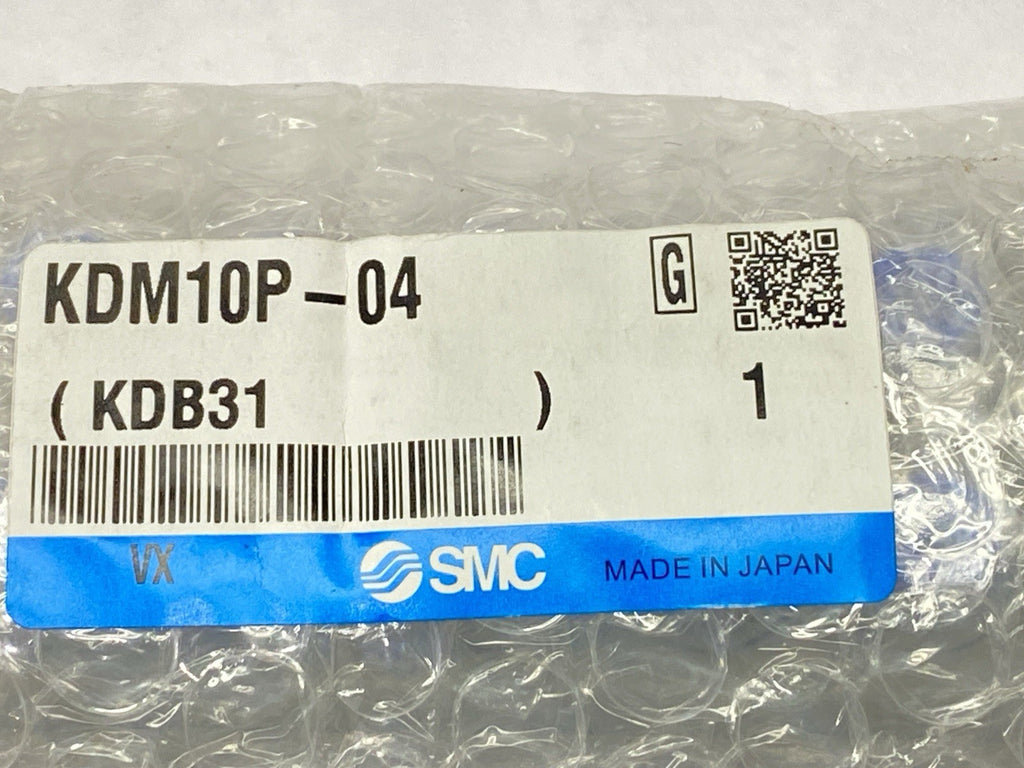 KDM10P-04 G
( KDB31 ) 1
VX SMC MADE IN JAPAN